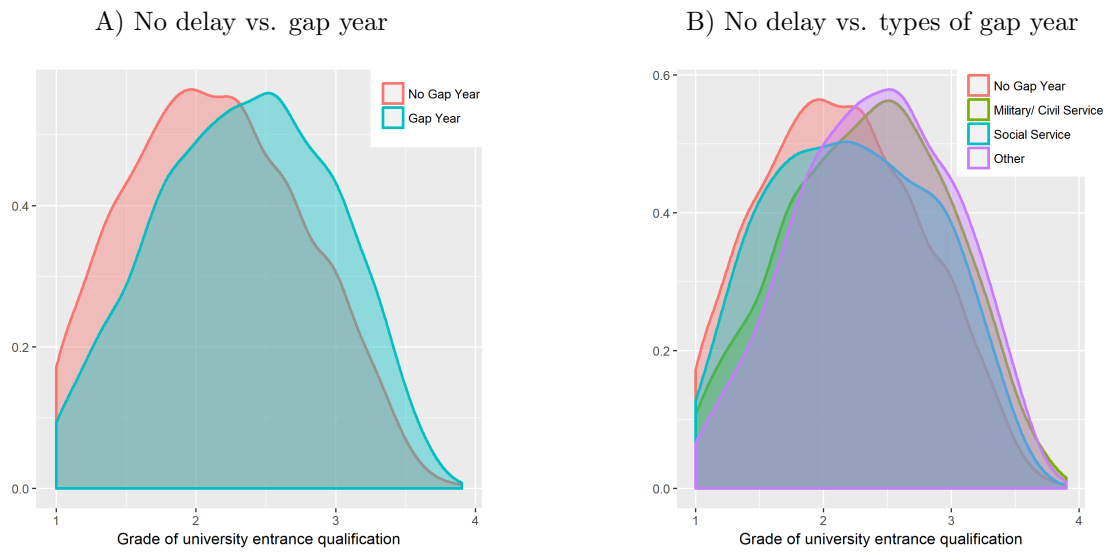 A) No delay vs. gap year
No Gap Year
Gap Year
0.4
0.2
0.0
1 2 3 4
Grade of university entrance qualification
B) No delay vs. types of gap year
No Gap Year
Military/ Civil Service
Social Service
Other
0.6
0.4
0.2
0.0
1 2 3 4
Grade of university entrance qualification